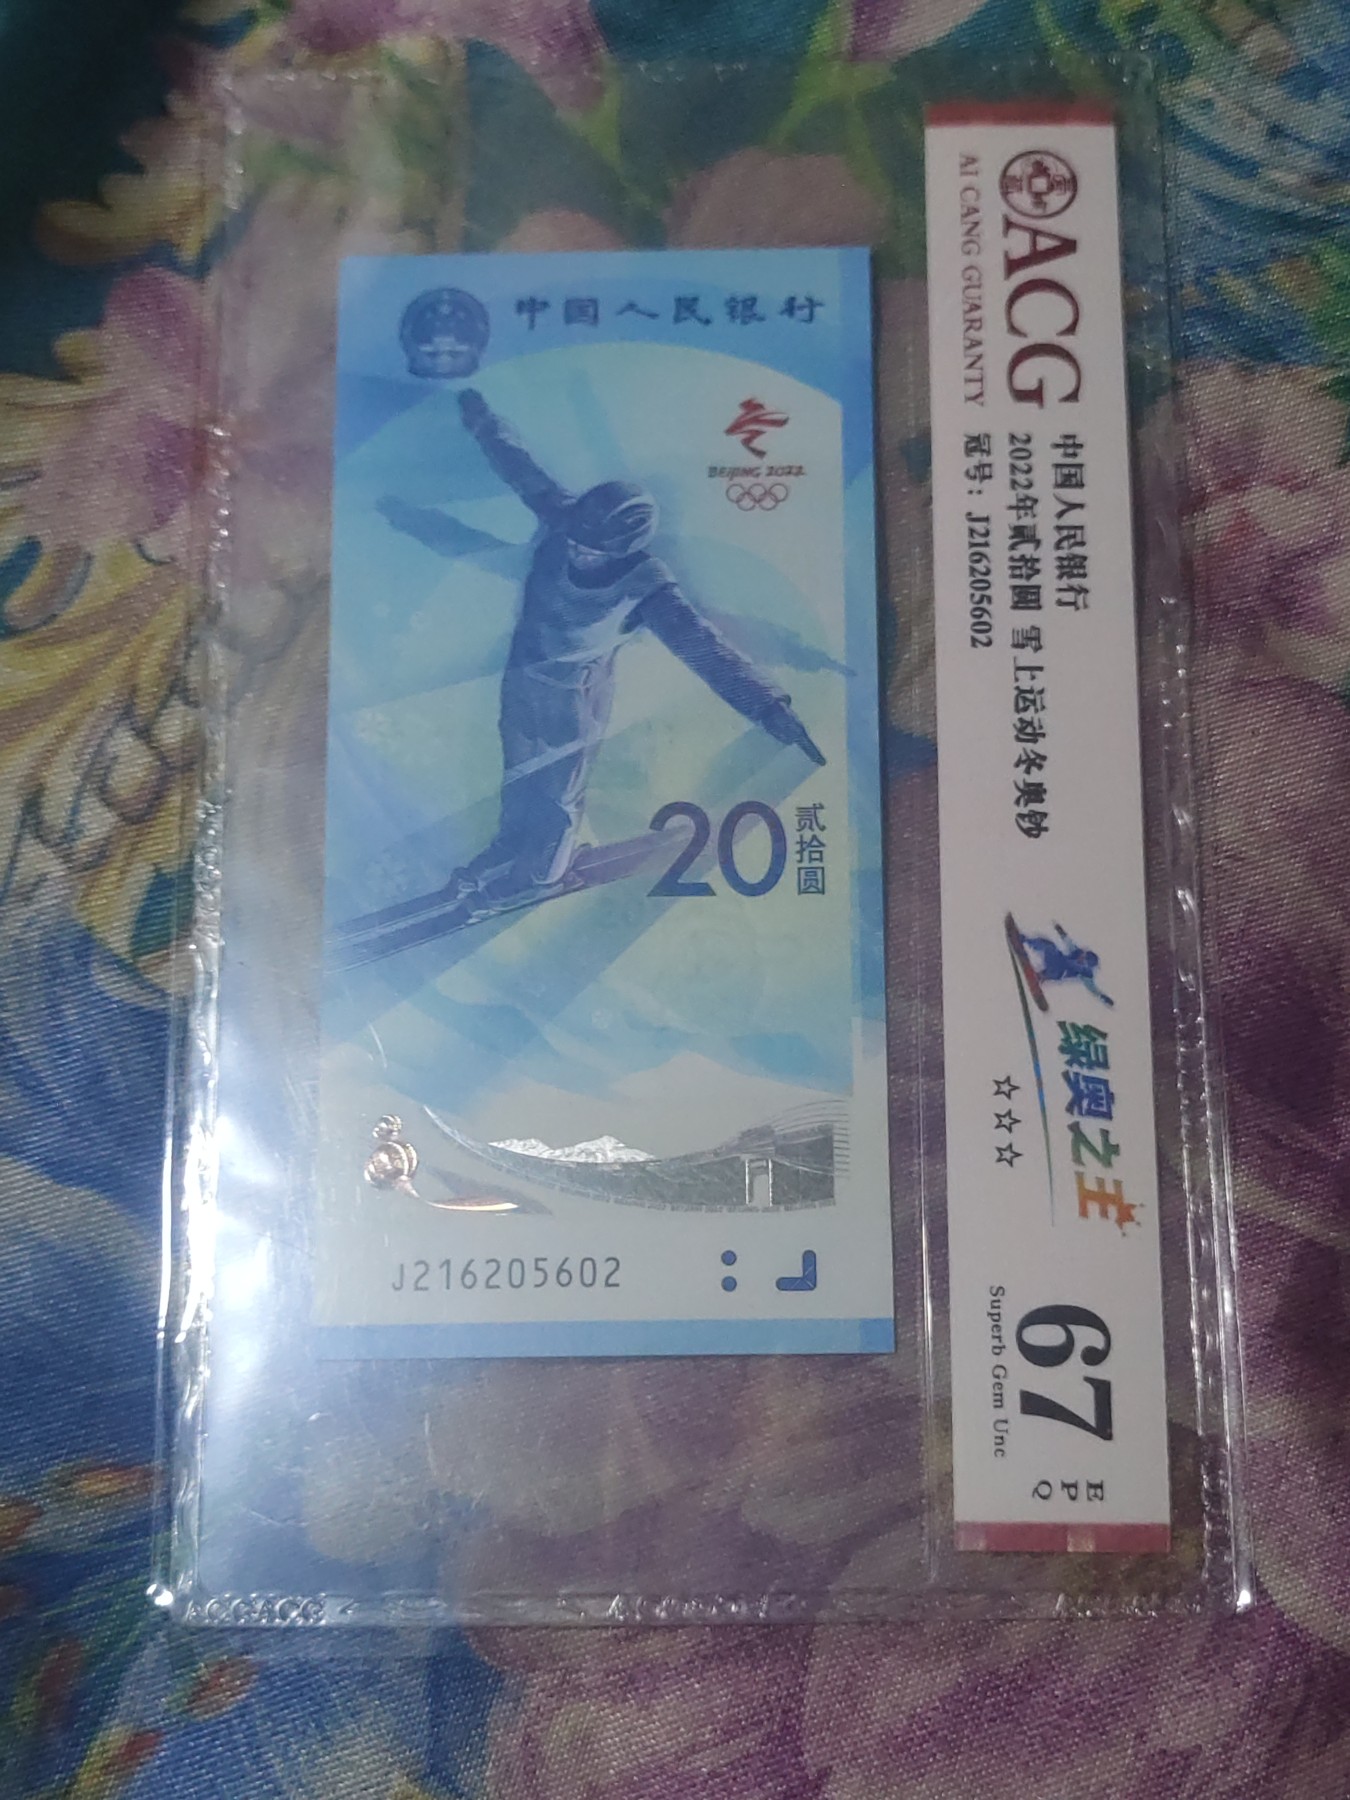 中国人民银行
BEIJING 2022
20
贰拾圆
J216205602
ACG
AI CANG GUARANTY
中国人民银行
2022年贰拾圆 雪上运动冬奥钞
冠号：J216205602
绿奥之主
☆☆☆
67
EPQ
Superb Gem Unc
ACGACG